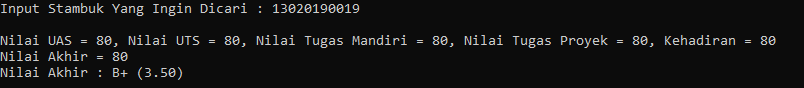 Input Stambuk Yang Ingin Dicari : 13020190019
Nilai UAS = 80, Nilai UTS = 80, Nilai Tugas Mandiri = 80, Nilai Tugas Proyek = 80, Kehadiran = 80
Nilai Akhir = 80
Nilai Akhir : B+ (3.50)